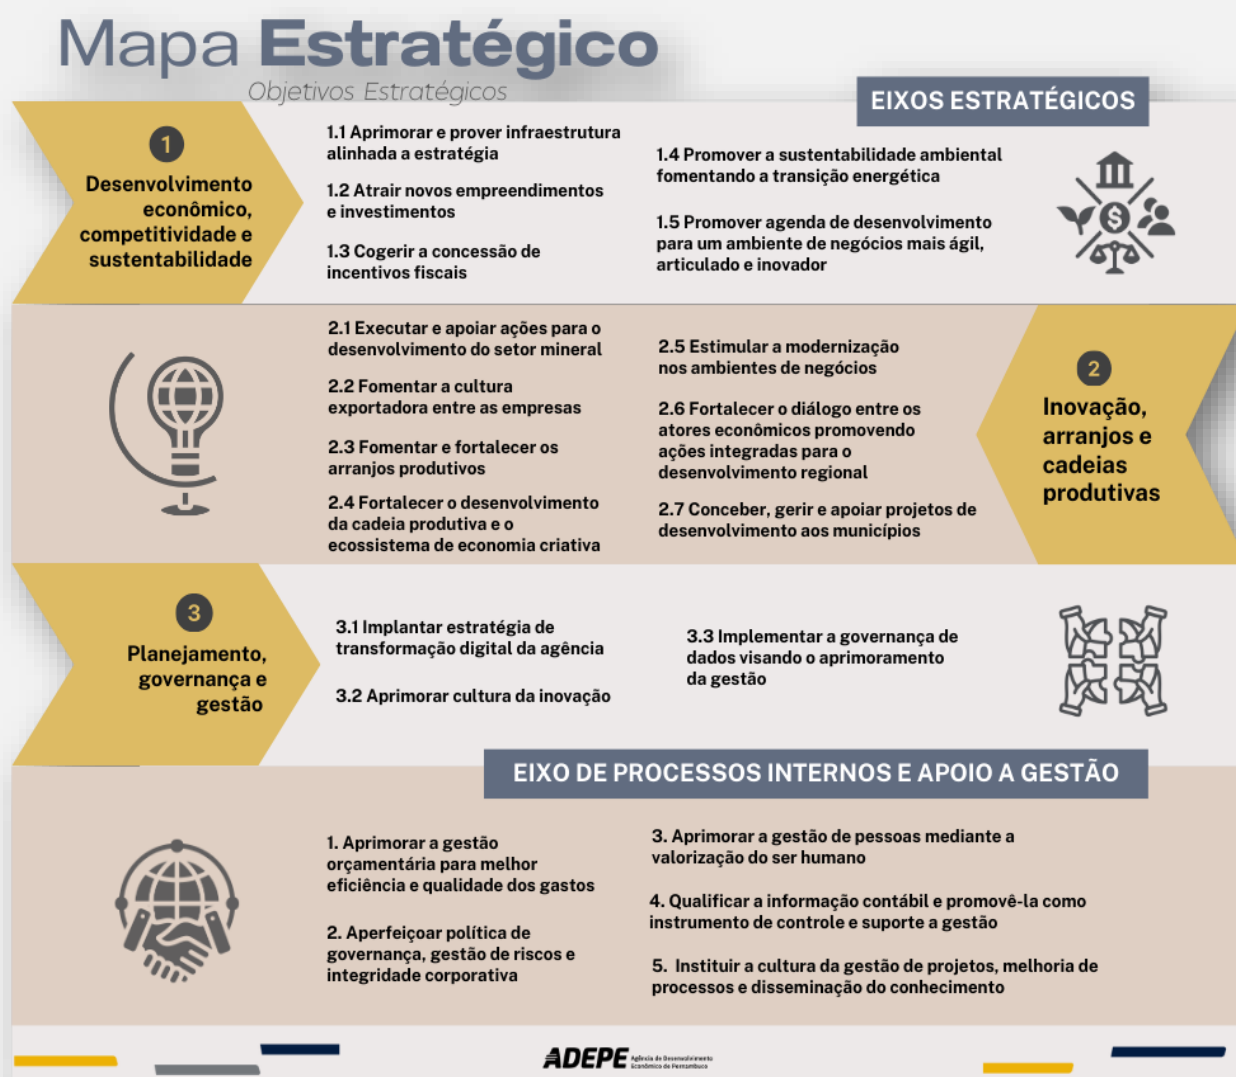 Mapa Estratégico
Objetivos Estratégicos
EIXOS ESTRATÉGICOS
1
Desenvolvimento
econômico,
competitividade e
sustentabilidade
1.1 Aprimorar e prover infraestrutura
alinhada a estratégia
1.2 Atrair novos empreendimentos
e investimentos
1.3 Cogerir a concessão de
incentivos fiscais
1.4 Promover a sustentabilidade ambiental
fomentando a transição energética
1.5 Promover agenda de desenvolvimento
para um ambiente de negócios mais ágil,
articulado e inovador
$
2.1 Executar e apoiar ações para o
desenvolvimento do setor mineral
2.2 Fomentar a cultura
exportadora entre as empresas
2.3 Fomentar e fortalecer os
arranjos produtivos
2.4 Fortalecer o desenvolvimento
da cadeia produtiva e o
ecossistema de economia criativa
2.5 Estimular a modernização
nos ambientes de negócios
2.6 Fortalecer o diálogo entre os
atores econômicos promovendo
ações integradas para o
desenvolvimento regional
2.7 Conceber, gerir e apoiar projetos de
desenvolvimento aos municípios
2
Inovação,
arranjos e
cadeias
produtivas
3
Planejamento,
governança e
gestão
3.1 Implantar estratégia de
transformação digital da agência
3.2 Aprimorar cultura da inovação
3.3 Implementar a governança de
dados visando o aprimoramento
da gestão
EIXO DE PROCESSOS INTERNOS E APOIO A GESTÃO
1. Aprimorar a gestão
orçamentária para melhor
eficiência e qualidade dos gastos
2. Aperfeiçoar política de
governança, gestão de riscos e
integridade corporativa
3. Aprimorar a gestão de pessoas mediante a
valorização do ser humano
4. Qualificar a informação contábil e promovê-la como
instrumento de controle e suporte a gestão
5. Instituir a cultura da gestão de projetos, melhoria de
processos e disseminação do conhecimento
ADEPE
Agência de Desenvolvimento
Econômico de Pernambuco